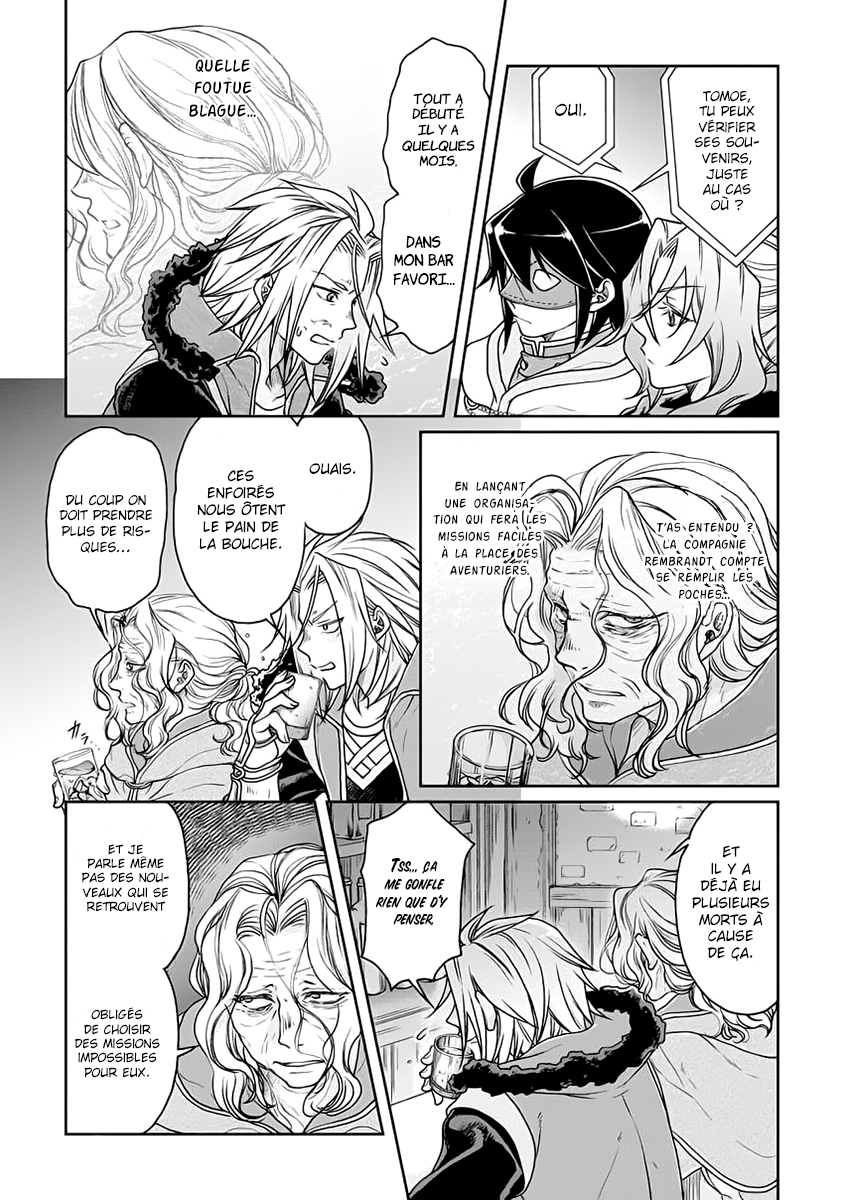 TOMOE,
TU PEUX
VÉRIFIER
SES SOU-
VENIRS,
JUSTE
AU CAS
OÙ ?
OUI.
TOUT A
DÉBUTÉ
IL Y A
QUELQUES
MOIS.
DANS
MON BAR
FAVORI...
QUELLE
FOUTUE
BLAGUE...
T'AS ENTENDU ?
LA COMPAGNIE
REMBRANDT COMPTE
SE REMPLIR LES
POCHES...
EN LANÇANT
UNE ORGANISA-
TION QUI FERA LES
MISSIONS FACILES
À LA PLACE DES
AVENTURIERS.
OUAIS.
CES
ENFOIRÉS
NOUS ÔTENT
LE PAIN DE
LA BOUCHE.
DU COUP ON
DOIT PRENDRE
PLUS DE RIS-
QUES...
カラ..
ET
IL Y A
DÉJÀ EU
PLUSIEURS
MORTS À
CAUSE
DE ÇA.
TSS... ÇA
ME GONFLE
RIEN QUE D'Y
PENSER.
ET JE
PARLE MÊME
PAS DES NOU-
VEAUX QUI SE
RETROUVENT
OBLIGÉS
DE CHOISIR
DES MISSIONS
IMPOSSIBLES
POUR EUX.